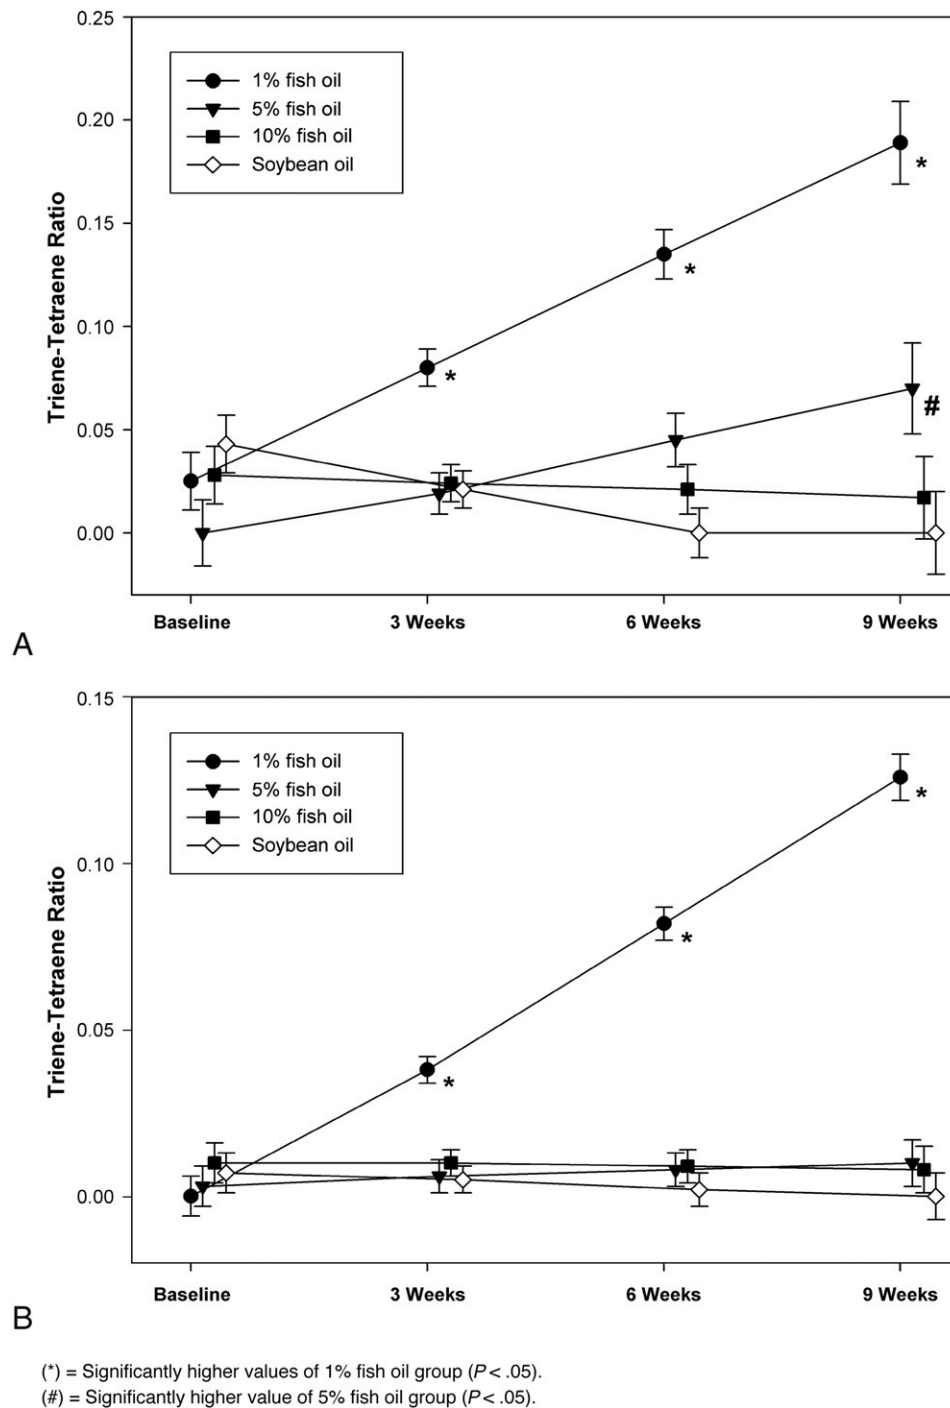 0.25
1% fish oil
5% fish oil
10% fish oil
Soybean oil
0.20
*
0.15
*
Triene-Tetraene Ratio
0.10
*
#
0.05
0.00
Baseline
3 Weeks
6 Weeks
9 Weeks
A
0.15
1% fish oil
5% fish oil
10% fish oil
Soybean oil
*
0.10
Triene-Tetraene Ratio
*
0.05
*
0.00
Baseline
3 Weeks
6 Weeks
9 Weeks
B
(*) = Significantly higher values of 1% fish oil group (P < .05).
(#) = Significantly higher value of 5% fish oil group (P < .05).